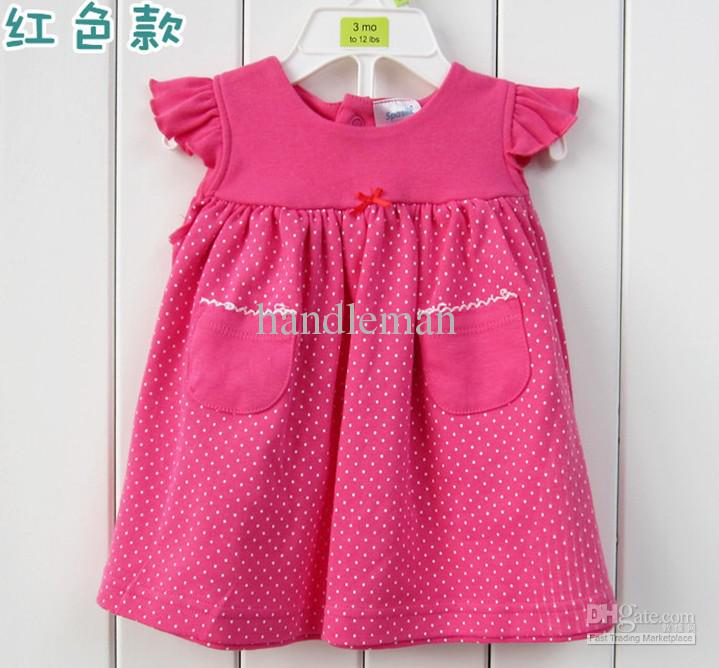 红色款
3 mo
to 12 lbs
handleman
DHgate.com
Fast Trading Marketplace